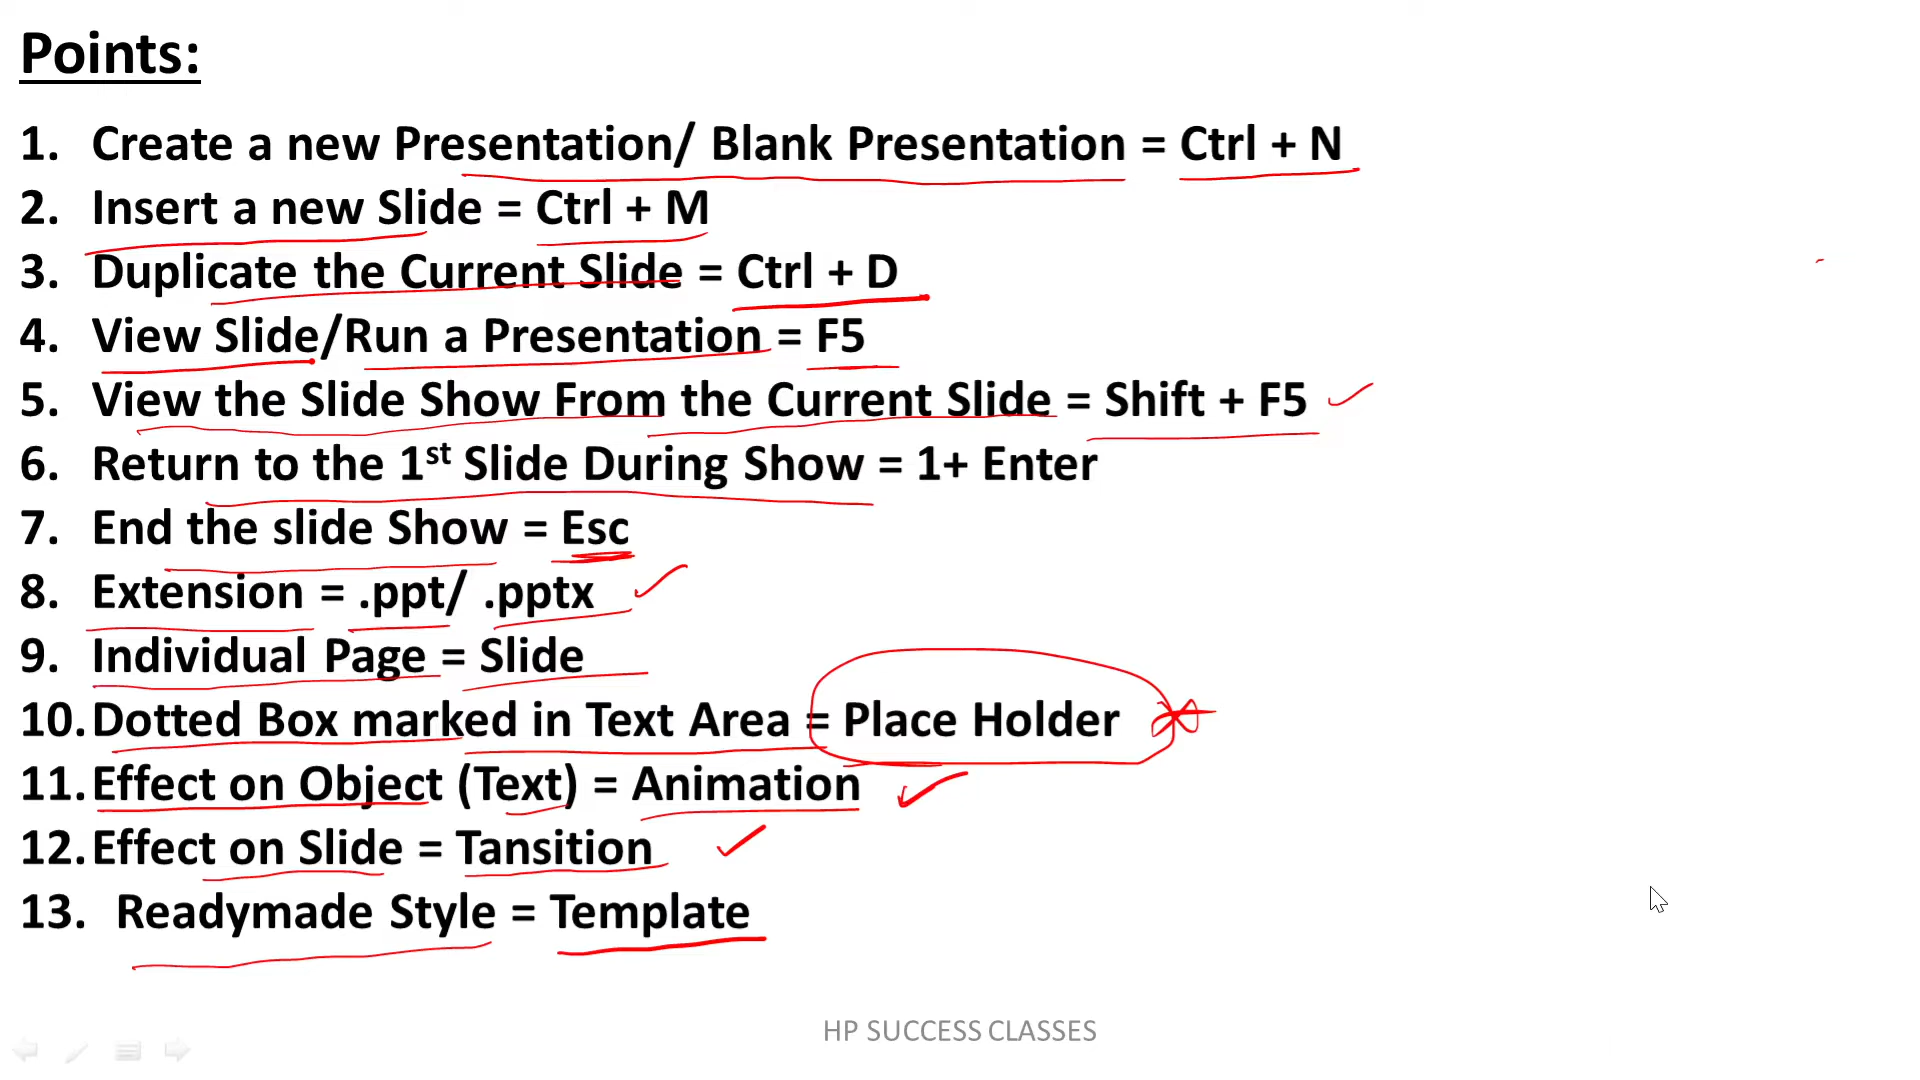 Points:
1. Create a new Presentation/ Blank Presentation = Ctrl + N
2. Insert a new Slide = Ctrl + M
3. Duplicate the Current Slide = Ctrl + D
4. View Slide/Run a Presentation = F5
5. View the Slide Show From the Current Slide = Shift + F5
6. Return to the 1st Slide During Show = 1+ Enter
7. End the slide Show = Esc
8. Extension = .ppt/ .pptx
9. Individual Page = Slide
10. Dotted Box marked in Text Area = Place Holder
11. Effect on Object (Text) = Animation
12. Effect on Slide = Tansition
13. Readymade Style = Template
HP SUCCESS CLASSES